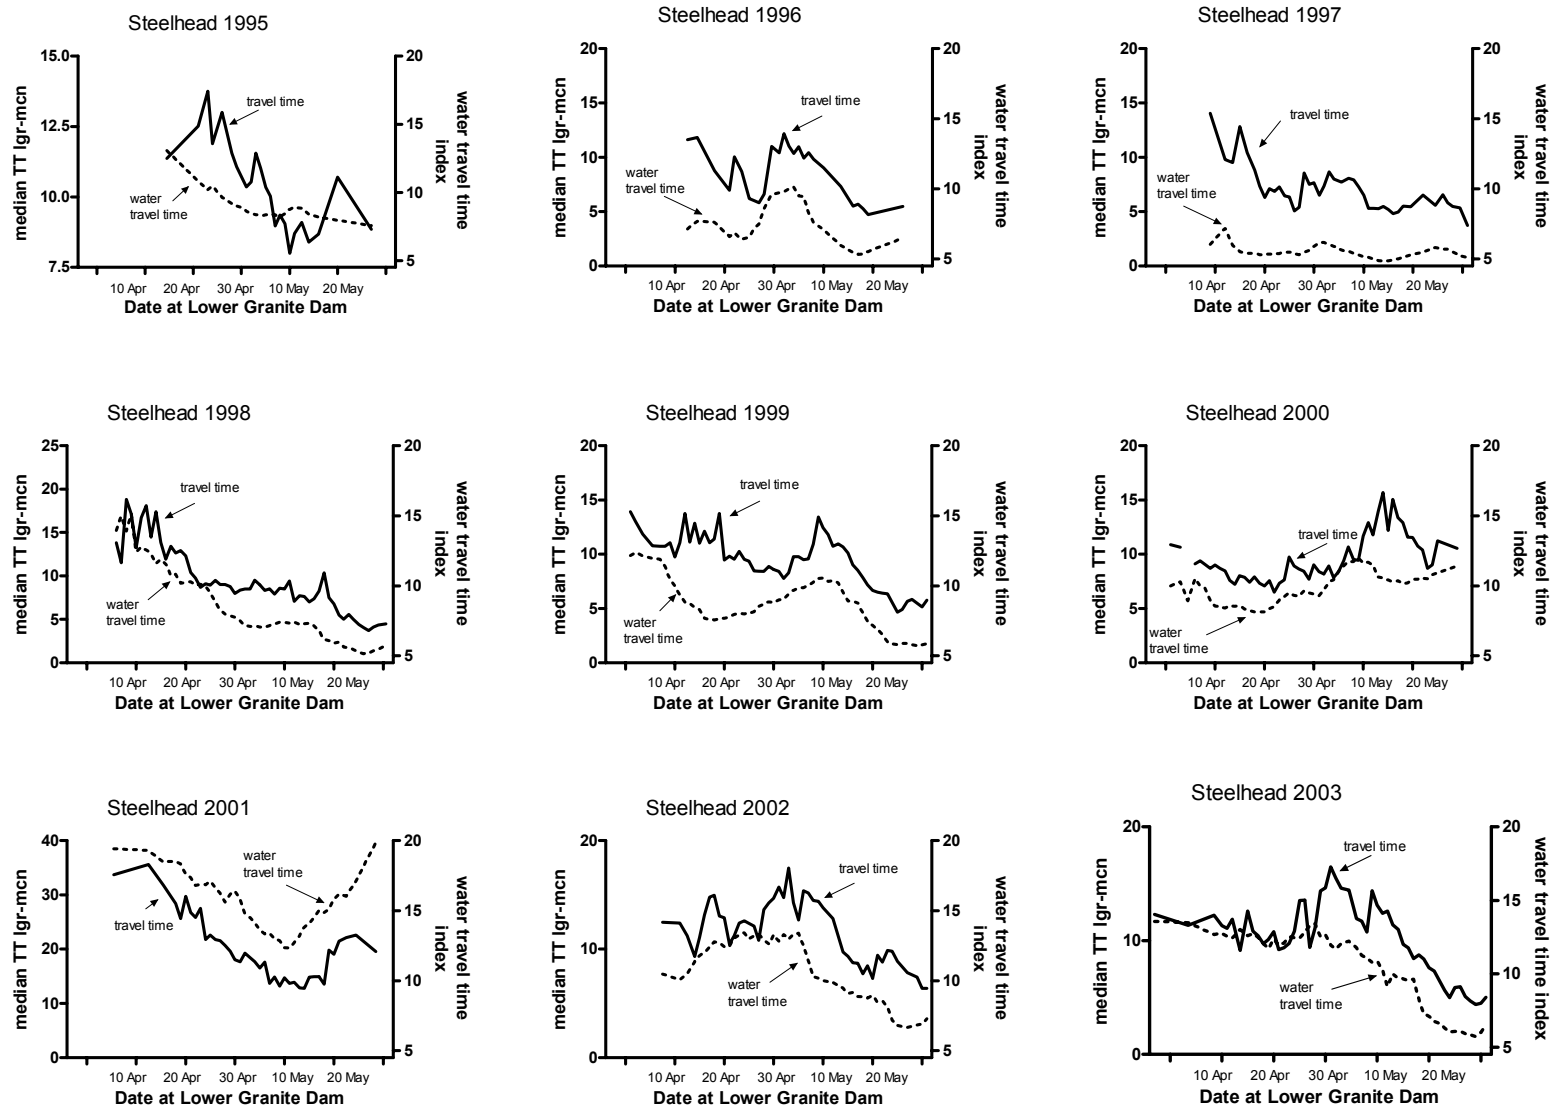 Steelhead 1995
15.0
12.5
10.0
7.5
median TT lgr-mcn
20
15
10
5
water travel time
index
travel time
water
travel time
10 Apr 20 Apr 30 Apr 10 May 20 May
Date at Lower Granite Dam
Steelhead 1996
20
15
10
5
0
median TT lgr-mcn
20
15
10
5
water travel time
index
travel time
water
travel time
10 Apr 20 Apr 30 Apr 10 May 20 May
Date at Lower Granite Dam
Steelhead 1997
20
15
10
5
0
median TT lgr-mcn
20
15
10
5
water travel time
index
travel time
water
travel time
10 Apr 20 Apr 30 Apr 10 May 20 May
Date at Lower Granite Dam
Steelhead 1998
25
20
15
10
5
0
median TT lgr-mcn
20
15
10
5
water travel time
index
travel time
water
travel time
10 Apr 20 Apr 30 Apr 10 May 20 May
Date at Lower Granite Dam
Steelhead 1999
20
15
10
5
0
median TT lgr-mcn
20
15
10
5
water travel time
index
travel time
water
travel time
10 Apr 20 Apr 30 Apr 10 May 20 May
Date at Lower Granite Dam
Steelhead 2000
20
15
10
5
0
median TT lgr-mcn
20
15
10
5
water travel time
index
travel time
water
travel time
10 Apr 20 Apr 30 Apr 10 May 20 May
Date at Lower Granite Dam
Steelhead 2001
40
30
20
10
0
median TT lgr-mcn
20
15
10
5
water travel time
index
water
travel time
travel time
10 Apr 20 Apr 30 Apr 10 May 20 May
Date at Lower Granite Dam
Steelhead 2002
20
10
0
median TT lgr-mcn
20
15
10
5
water travel time
index
travel time
water
travel time
10 Apr 20 Apr 30 Apr 10 May 20 May
Date at Lower Granite Dam
Steelhead 2003
20
10
0
median TT lgr-mcn
20
15
10
5
water travel time index
travel time
water
travel time
10 Apr 20 Apr 30 Apr 10 May 20 May
Date at Lower Granite Dam